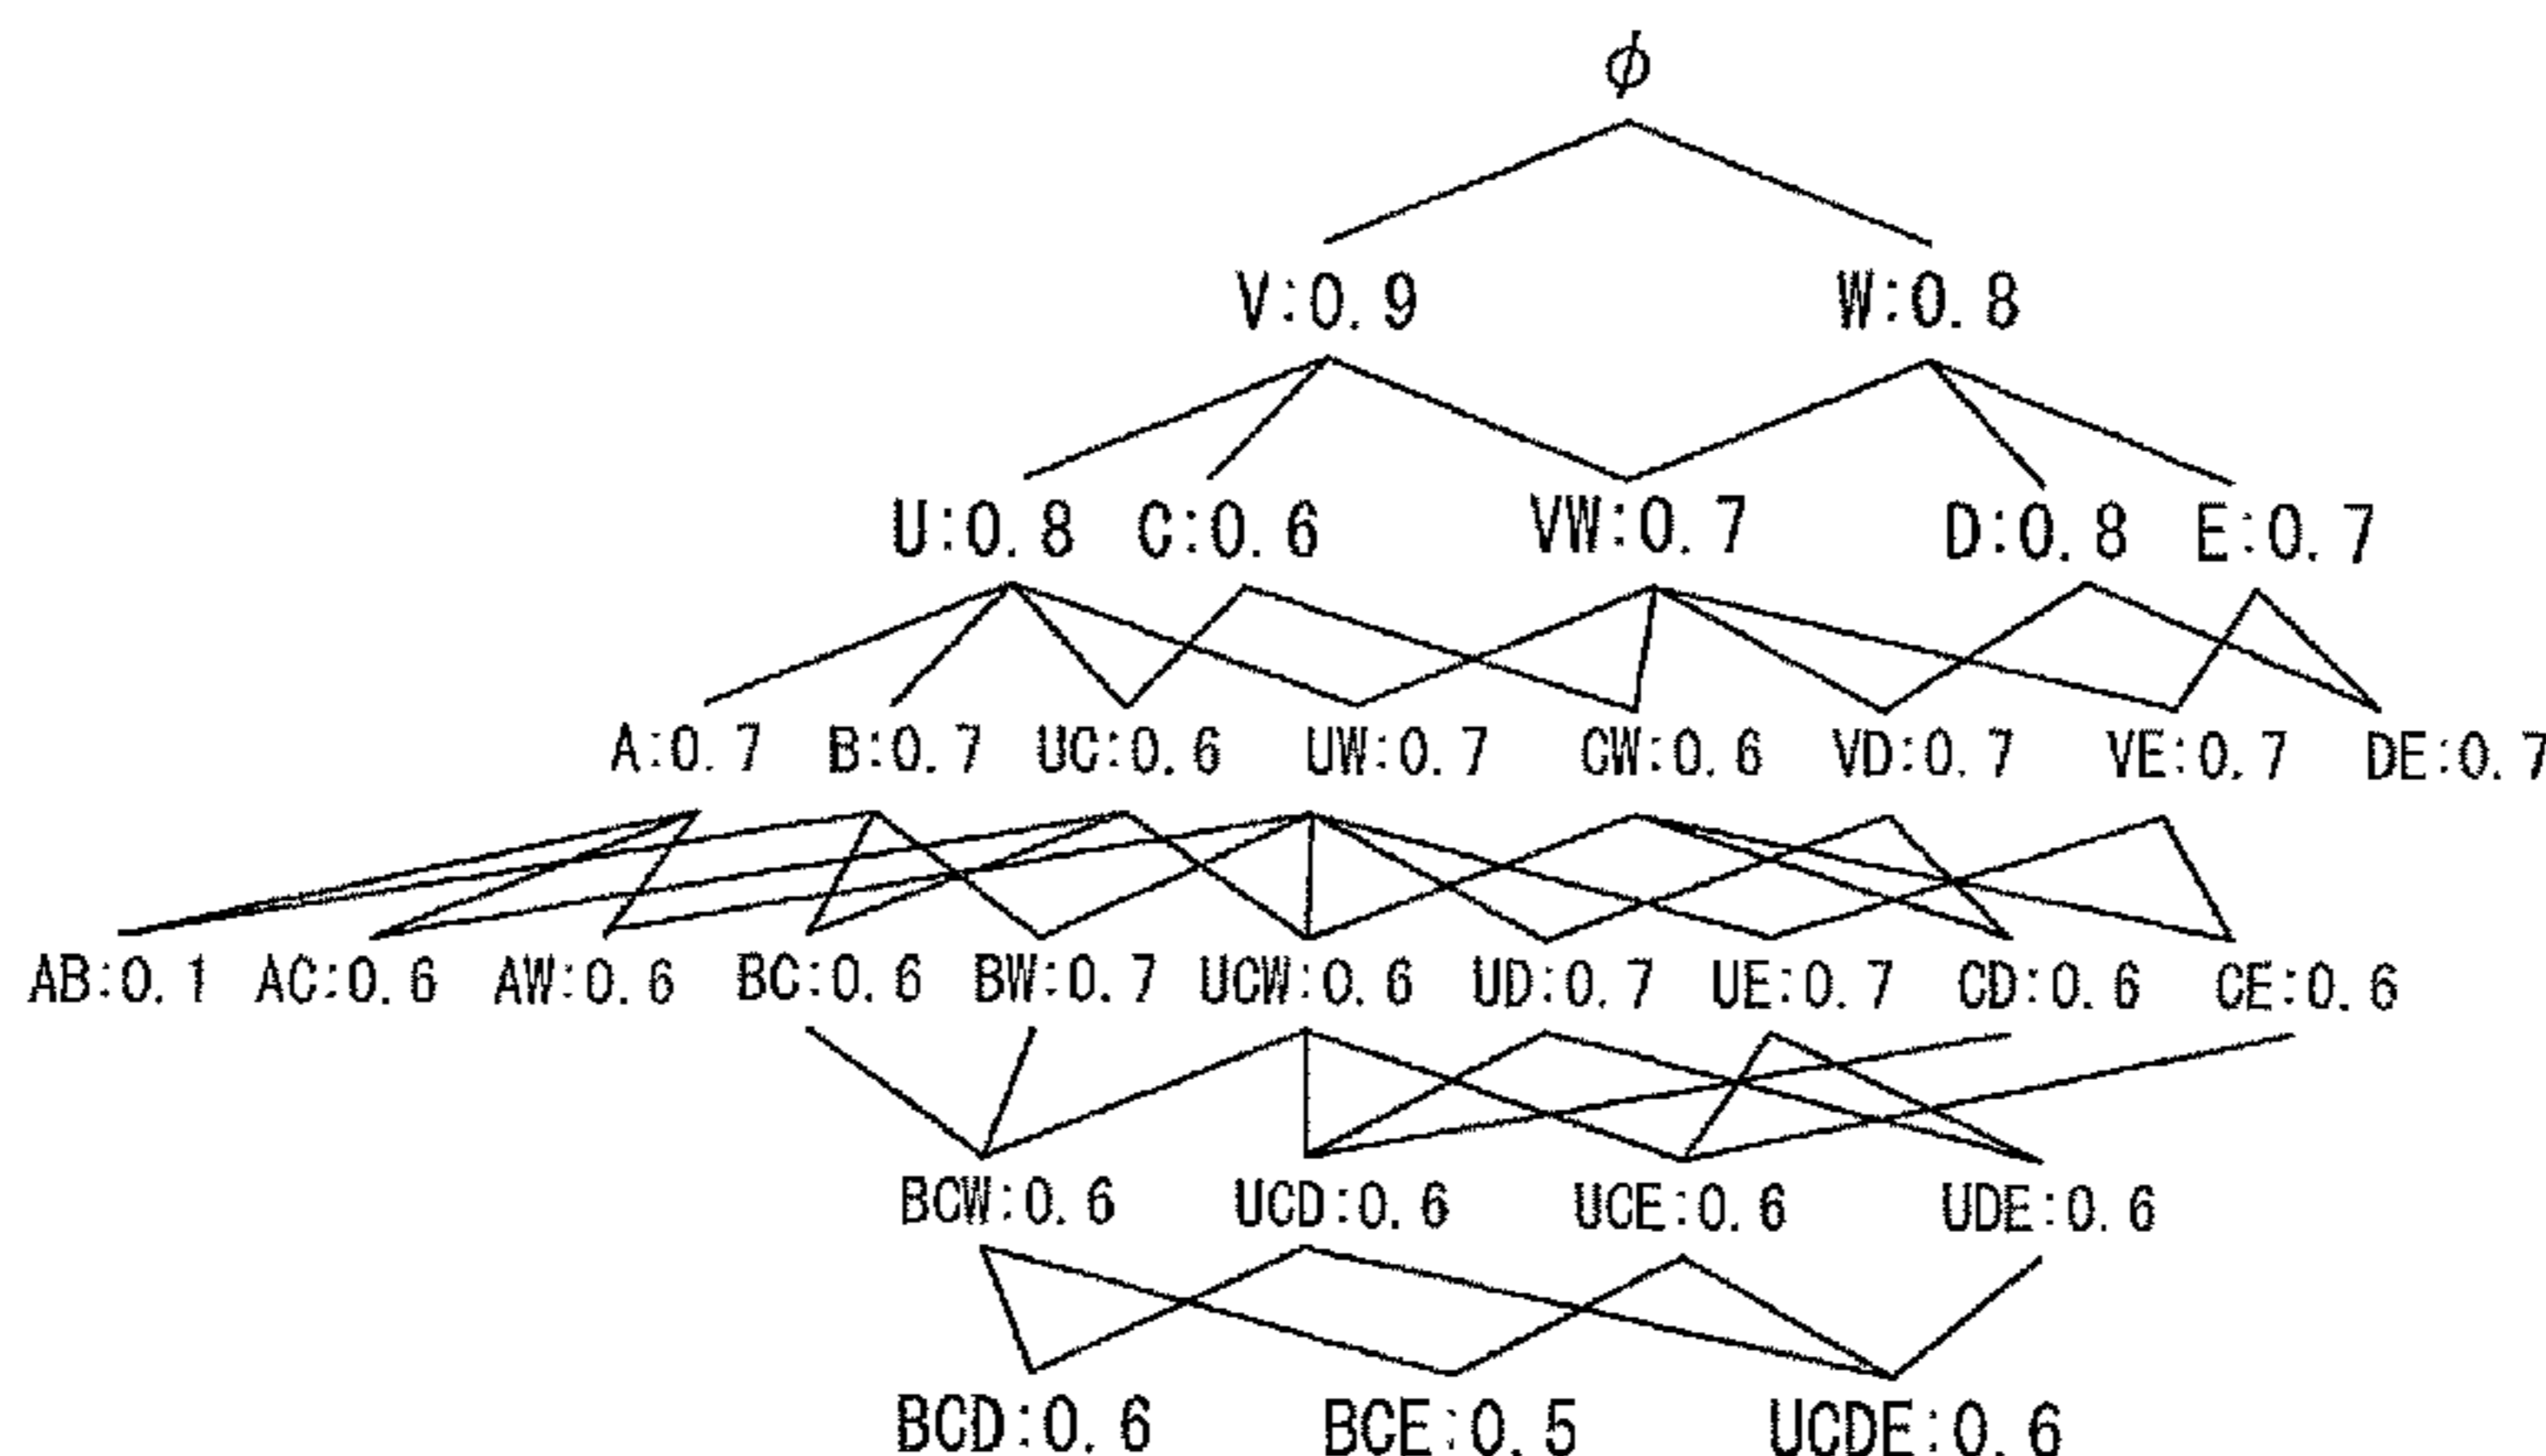 φ
V:0.9 W:0.8
U:0.8 C:0.6 VW:0.7 D:0.8 E:0.7
A:0.7 B:0.7 UC:0.6 UW:0.7 CW:0.6 VD:0.7 VE:0.7 DE:0.7
AB:0.1 AC:0.6 AW:0.6 BC:0.6 BW:0.7 UCW:0.6 UD:0.7 UE:0.7 CD:0.6 CE:0.6
BCW:0.6 UCD:0.6 UCE:0.6 UDE:0.6
BCD:0.6 BCE:0.5 UCDE:0.6